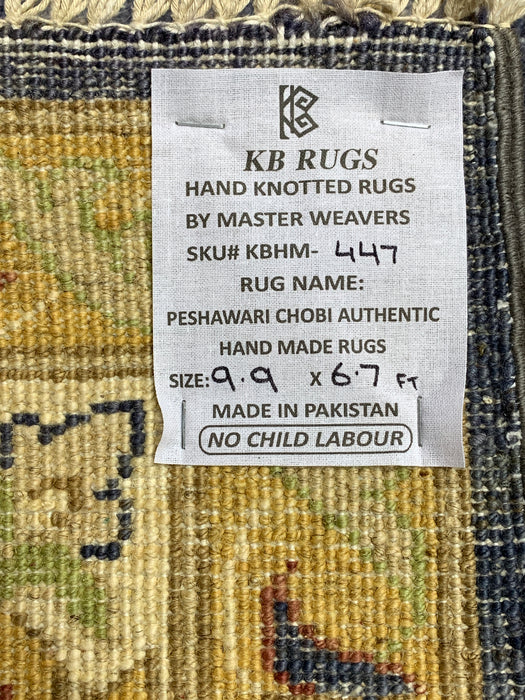 KB
KB RUGS
HAND KNOTTED RUGS
BY MASTER WEAVERS
SKU# KBHM- 447
RUG NAME:
PESHAWARI CHOBI AUTHENTIC
HAND MADE RUGS
SIZE: 9.9 X 6.7 FT
MADE IN PAKISTAN
NO CHILD LABOUR